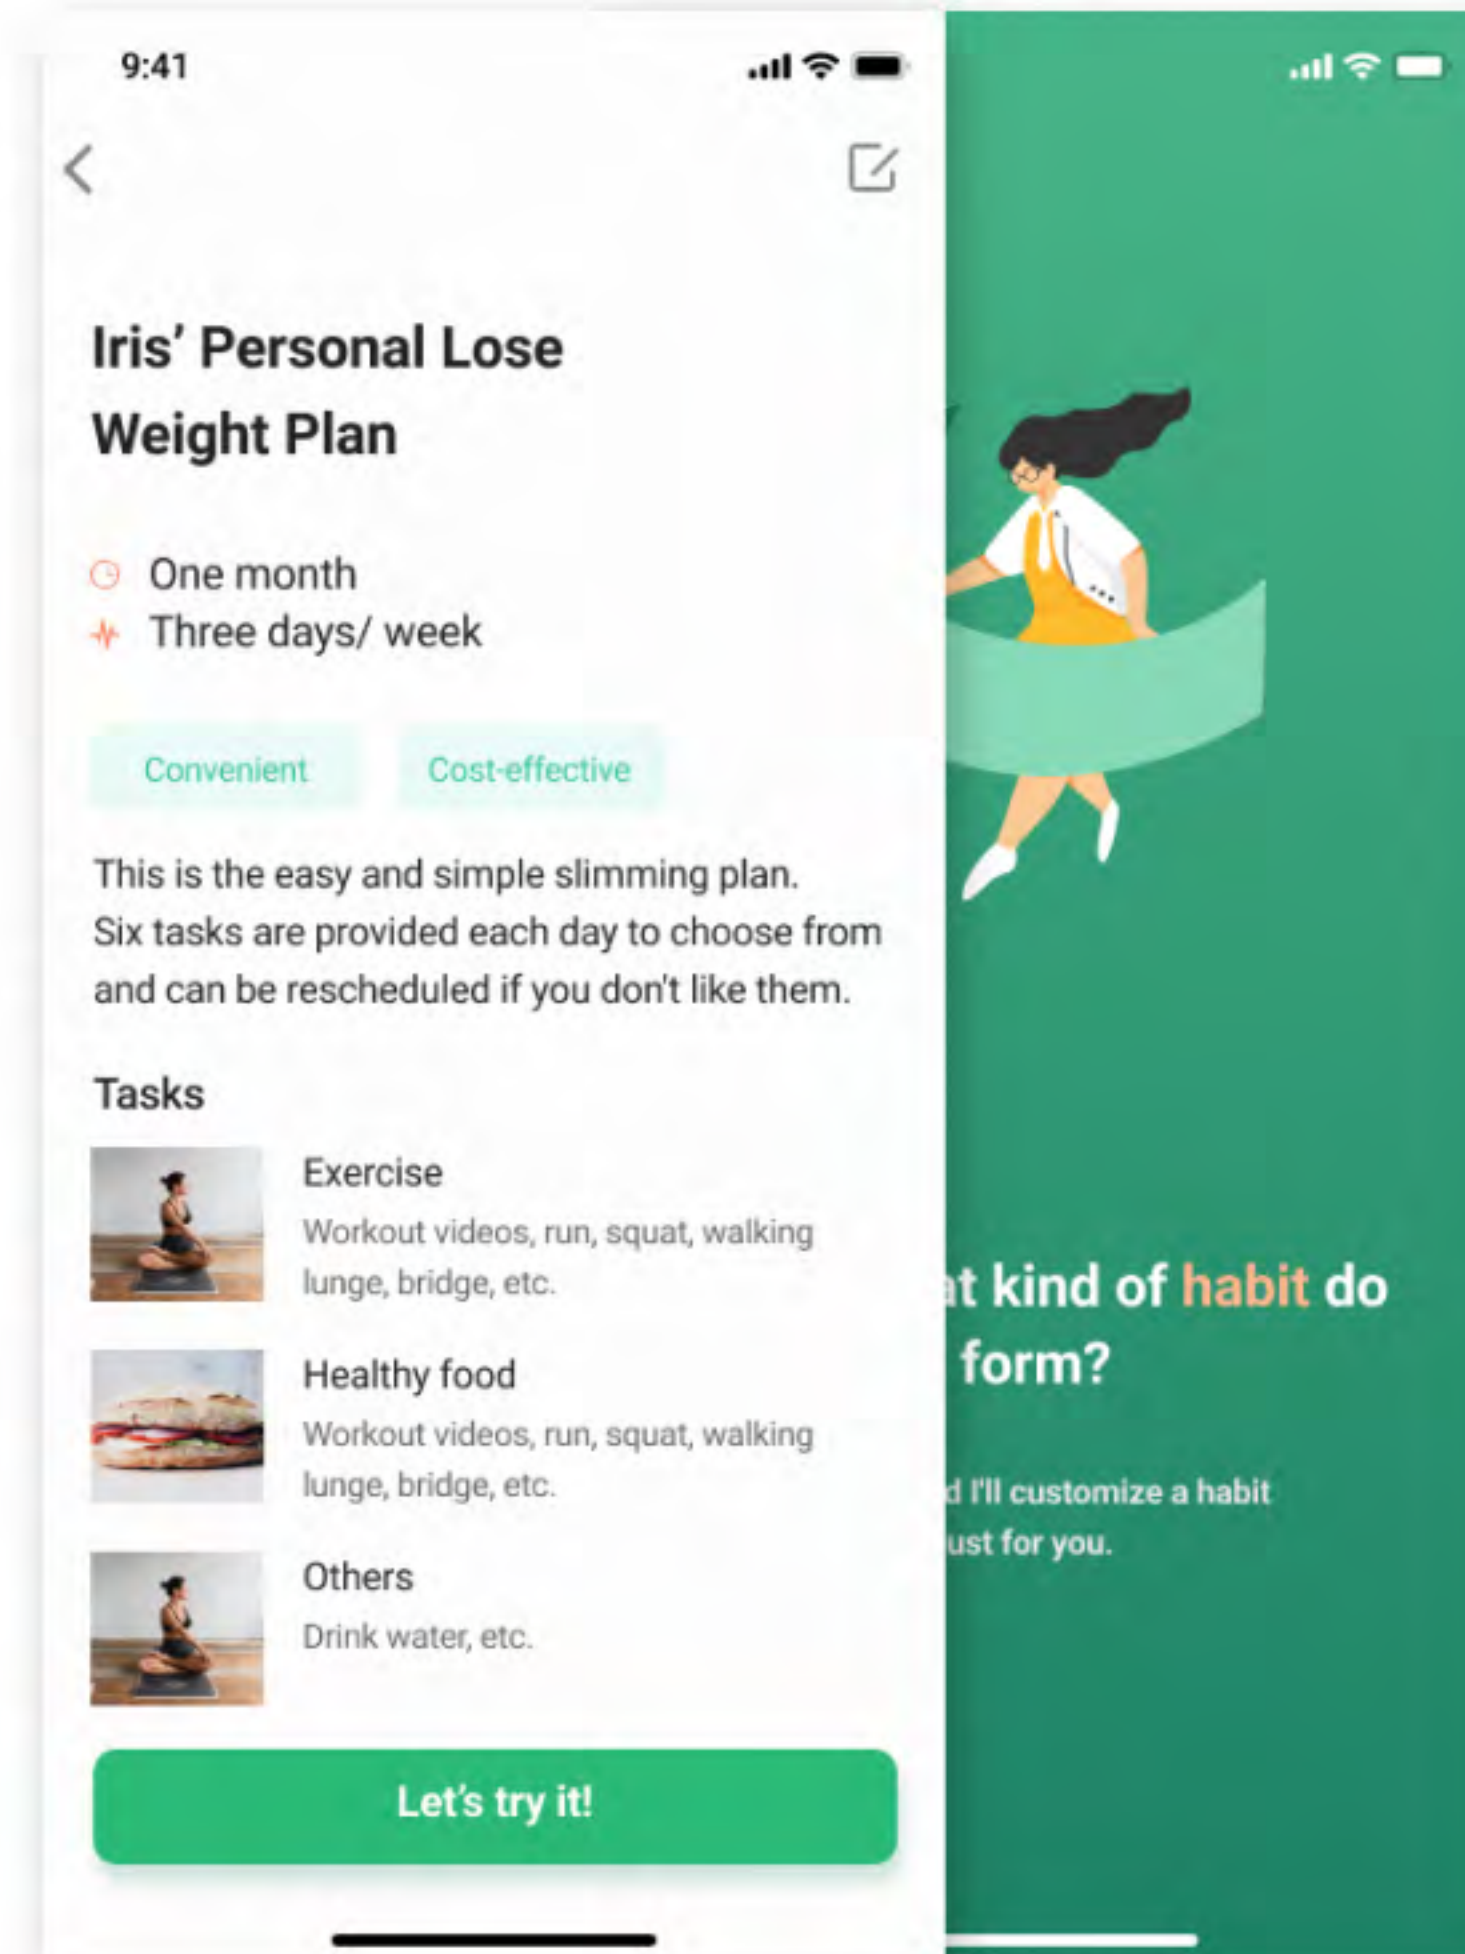 9:41
Iris’ Personal Lose
Weight Plan
One month
Three days/ week
Convenient
Cost-effective
This is the easy and simple slimming plan.
Six tasks are provided each day to choose from
and can be rescheduled if you don't like them.
Tasks
Exercise
Workout videos, run, squat, walking
lunge, bridge, etc.
Healthy food
Workout videos, run, squat, walking
lunge, bridge, etc.
Others
Drink water, etc.
Let’s try it!
at kind of habit do
form?
d I'll customize a habit
ust for you.